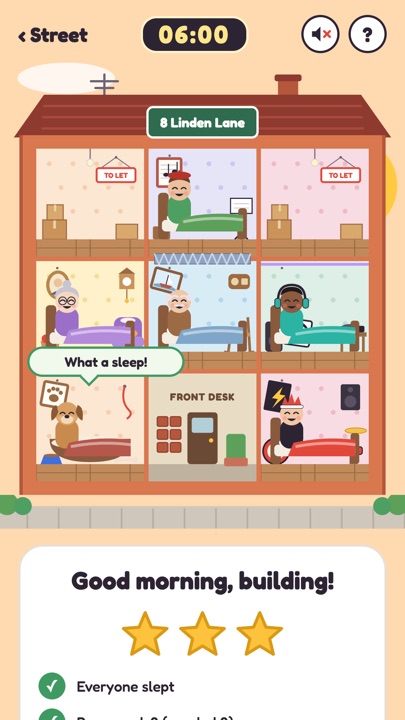 ‹ Street
06:00
?
8 Linden Lane
TO LET
TO LET
What a sleep!
FRONT DESK
Good morning, building!
Everyone slept